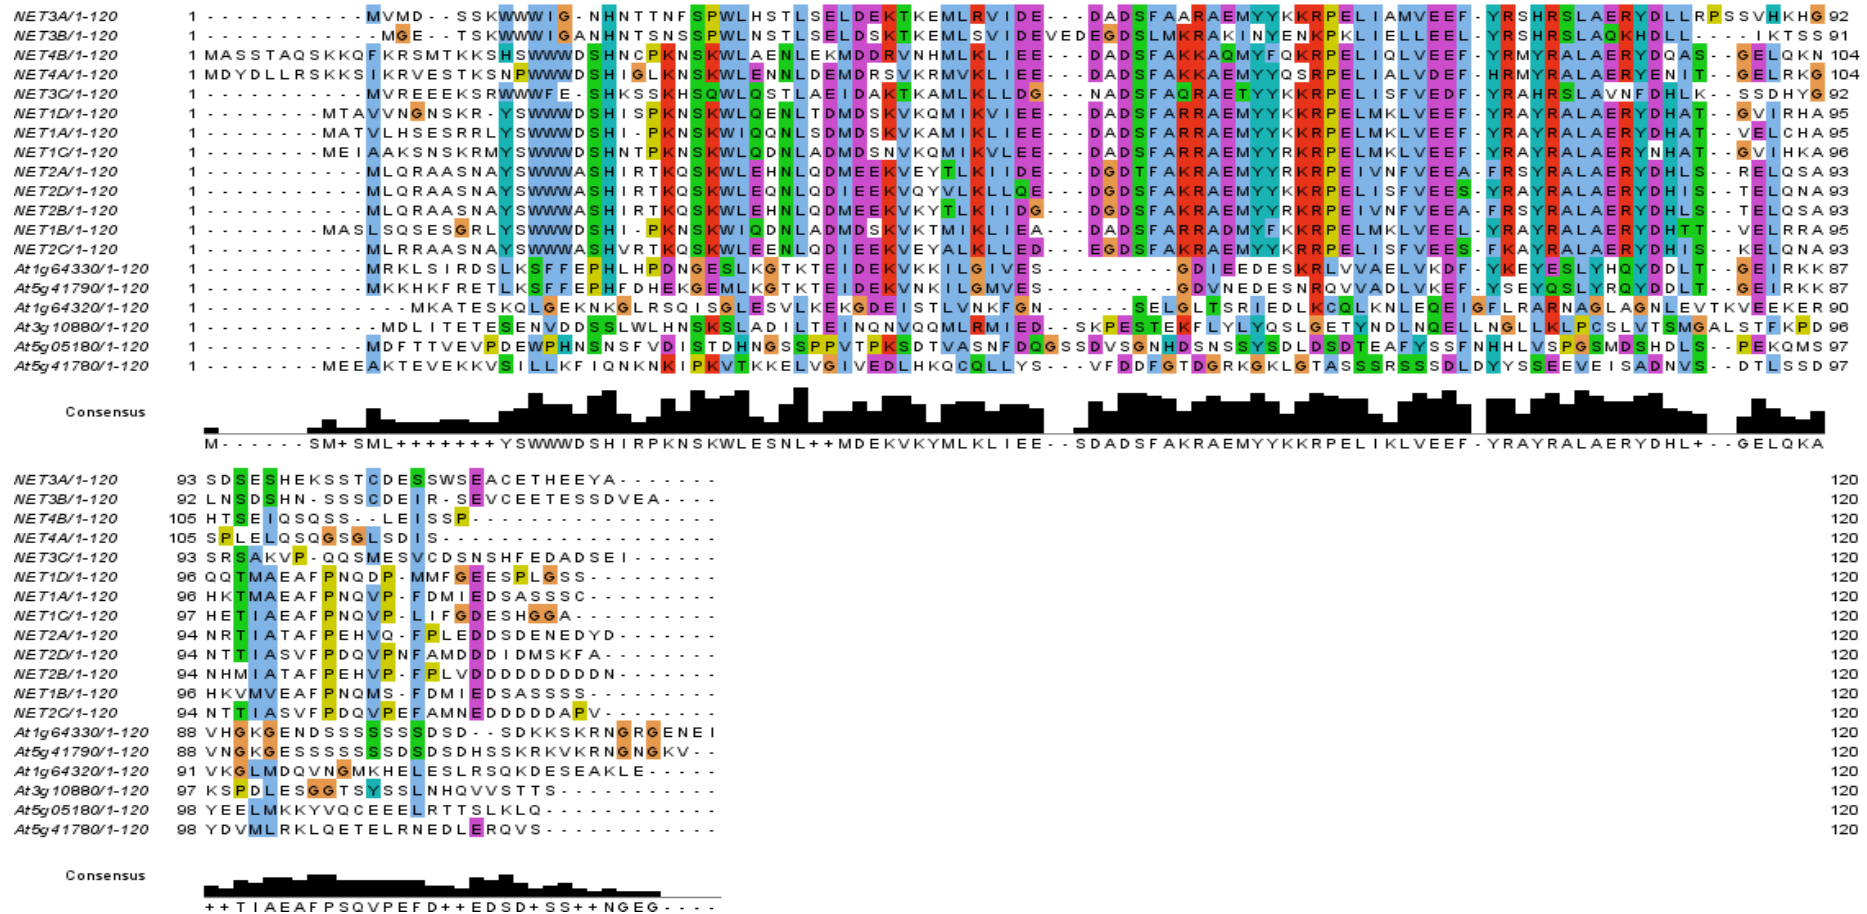 NET3A/1-120 1 -----------MVMD--SSKWWWIG-NHNTTNFSPWLHSTLSELDEKTKEMLRVIDE---DADSFAARAEMYYKKRPELIAMVEEF-YRSHRSLAERYDLLRPSSVHKHG 92
NET3B/1-120 1 ------------MGE--TSKWWWIGANHNTSNSSPWLNSTLSELDSKTKEMLSVIDEVEDEGDSLMKRAKINYENKPKLIELLEEL-YRSHRSLAQKHDLL---IKTSS 91
NET4B/1-120 1 MASSTAQSKKQFKRSMTKKSHSWWWDSHNCPKNSKWLAENLEKMDDRVNHMLKLIEE---DADSFAKKAQMYFQKRPELIQLVEEF-YRMYRALAERYDQAS--GELQKN 104
NET4A/1-120 1 MDYDLLRSKKSIKRVESTKSNPWWWDSHIGLKNSKWLENNLDEMDRSVKRMVKLIEE---DADSFAKKAEMYYQSRPELIALVDEF-HRMYRALAERYENIT--GELRKG 104
NET3C/1-120 1 -----------MVREEEKSRWWWFE-SHKSSKHSQWLQSTLAEIDAKTKAMLKLLDG---NADSFAQRAETYYKKRPELISFVEDF-YRAHRSLAVNFDHLK--SSDHYG 92
NET1D/1-120 1 --------MTAVVNGNSKR-YSWWWDSHISPKNSKWLQENLTDMDSKVKQMIKVIEE---DADSFARRAEMYYKKRPELMKLVEEF-YRAYRALAERYDHAT--GVIRHA 95
NET1A/1-120 1 --------MATVLHSESRRLYSWWWDSHI-PKNSKWIQQNLSDMDSKVKAMIKLIEE---DADSFARRAEMYYKKRPELMKLVEEF-YRAYRALAERYDHAT--VELCHA 95
NET1C/1-120 1 --------MEIAAKSNSKRMYSWWWDSHNTPKNSKWLQDNLADMDSNVKQMIKVLEE---DADSFARRAEMYYRKRPELMKLVEEF-YRAYRALAERYNHAT--GVIHKA 96
NET2A/1-120 1 -----------MLQRAASNAYSWWWASHIRTKQSKWLEHNLQDMEEKVEYTLKIIDE---DGDTFAKRAEMYYRKRPEIVNFVEEA-FRSYRALAERYDHLS--RELQSA 93
NET2D/1-120 1 -----------MLQRAASNAYSWWWASHIRTKQSKWLEQNLQDIEEKVQYVLKLLQE---DGDSFAKRAEMYYKKRPELISFVEES-YRAYRALAERYDHIS--TELQNA 93
NET2B/1-120 1 -----------MLQRAASNAYSWWWASHIRTKQSKWLEHNLQDMEEKVKYTLKIIDG---DGDSFAKRAEMYYRKRPEIVNFVEEA-FRSYRALAERYDHLS--TELQSA 93
NET1B/1-120 1 --------MASLSQSESGRLYSWWWDSHI-PKNSKWIQDNLADMDSKVKTMIKLIEA---DADSFARRADMYFKKRPELMKLVEEL-YRAYRALAERYDHTT--VELRRA 95
NET2C/1-120 1 -----------MLRRAASNAYSWWWASHVRTKQSKWLEENLQDIEEKVEYALKLLED---EGDSFAKRAEMYYKRRPELISFVEES-FKAYRALAERYDHIS--KELQNA 93
At1g64330/1-120 1 -----------MRKLSIRDSLKSFFEPHLHPDNGESLKGTKTEIDEKVKKILGIVES---------GDIEEDESKRLVVAELVKDF-YKEYESLYHQYDDLT--GEIRKK 87
At5g41790/1-120 1 -----------MKKHKFRETLKSFFEPHFDHEKGEMLKGTKTEIDEKVNKILGMVES---------GDVNEDESNRQVVADLVKEF-YSEYQSLYRQYDDLT--GEIRKK 87
At1g64320/1-120 1 --------------MKATESKQLGEKNKGLRSQISGLESVLKEKGDEISTLVNKFGN------SELGLTSRIEDLKCQLKNLEQEIGFLRARNAGLAGNLEVTKVEEKER 90
At3g10880/1-120 1 ------------MDLITETESENVDDSSLWLHNSKSLADILTEINQNVQQMLRMIED--SKPESTEKFLYLYQSLGETYNDLNQELLNGLLKLPCSLVTSMGALSTFKPD 96
At5g05180/1-120 1 -----------MDFTTVEVPDEWPHNSNSFVDISTDHNGSSPPVTPKSDTVASNFDQGSSDVSGNHDSNSSYSDLDSDTEAFYSSFNHHLVSPGSMDSHDLS--PEKQMS 97
At5g41780/1-120 1 ---------MEEAKTEVEKKVSILLKFIQNKNKIPKVTKKELVGIVEDLHKQCQLLYS---VFDDFGTDGRKGKLGTASSSRSSSDLDYYSSEEVEISADNVS--DTLSSD 97
Consensus
M------SM+SML+++++++YSWWWDSHIRPKNSKWLESNL++MDEKVKYMLKLIEE--SDADSFAKRAEMYYKKRPELIKLVEEF-YRAYRALAERYDHL+--GELQKA
NET3A/1-120 93 SDSESHEKSSTCDESSWSEACETHEEYA------- 120
NET3B/1-120 92 LNSDSHN-SSSCDEIR-SEVCEETESSDVEA---- 120
NET4B/1-120 105 HTSEIQSQSS--LEISSP----------------- 120
NET4A/1-120 105 SPLELQSQGSGLSDIS------------------- 120
NET3C/1-120 93 SRSAKVP-QQSMESVCDSNSHFEDADSEI------ 120
NET1D/1-120 96 QQTMAEAFPNQDP-MMFGEESPLGSS--------- 120
NET1A/1-120 96 HKTMAEAFPNQVP-FDMIEDSASSSC--------- 120
NET1C/1-120 97 HETIAEAFPNQVP-LIFGDESHGGA---------- 120
NET2A/1-120 94 NRTIATAFPEHVQ-FPLEDDSDENEDYD------- 120
NET2D/1-120 94 NTTIASVFPDQVPNFAMDDDIDMSKFA-------- 120
NET2B/1-120 94 NHMIATAFPEHVP-FPLVDDDDDDDDDN------- 120
NET1B/1-120 96 HKVMVEAFPNQMS-FDMIEDSASSSS--------- 120
NET2C/1-120 94 NTTIASVFPDQVPEFAMNEDDDDDAPV-------- 120
At1g64330/1-120 88 VHGKGENDSSSSSSSSDSD--SDKKSKRNGRGENEI 120
At5g41790/1-120 88 VNGKGESSSSSSSDSDSDHSSKRKVKRNGNGKV-- 120
At1g64320/1-120 91 VKGLMDQVNGMKHELESLRSQKDESEAKLE----- 120
At3g10880/1-120 97 KSPDLESGGTSYSSLNHQVVSTTS----------- 120
At5g05180/1-120 98 YEELMKKYVQCEEELRTTSLKLQ------------ 120
At5g41780/1-120 98 YDVMLRKLQETELRNEDLERQVS------------ 120
Consensus
++TIAEAFPSQVPEFD++EDSD+SS++NGEG----